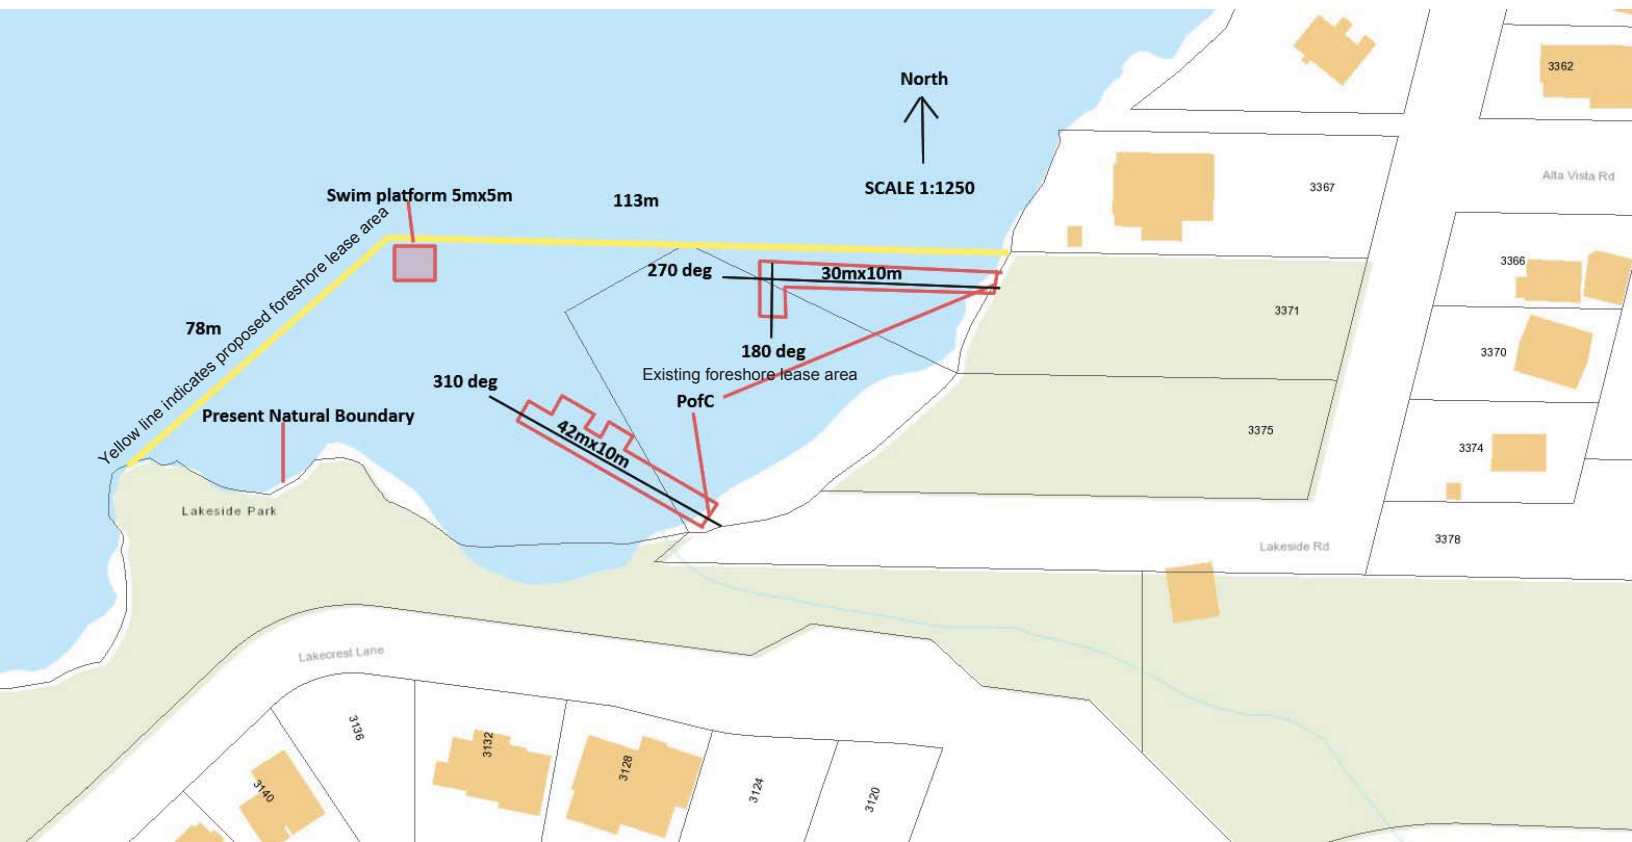 North
SCALE 1:1250
3362
Alta Vista Rd
3367
Swim platform 5mx5m
113m
Yellow line indicates proposed foreshore lease area
78m
270 deg
30mx10m
3366
3371
180 deg
3370
Existing foreshore lease area
310 deg
PofC
Present Natural Boundary
42mx10m
3375
3374
Lakeside Park
Lakeside Rd
3378
Lakecrest Lane
3136
3132
3128
3140
3124
3120